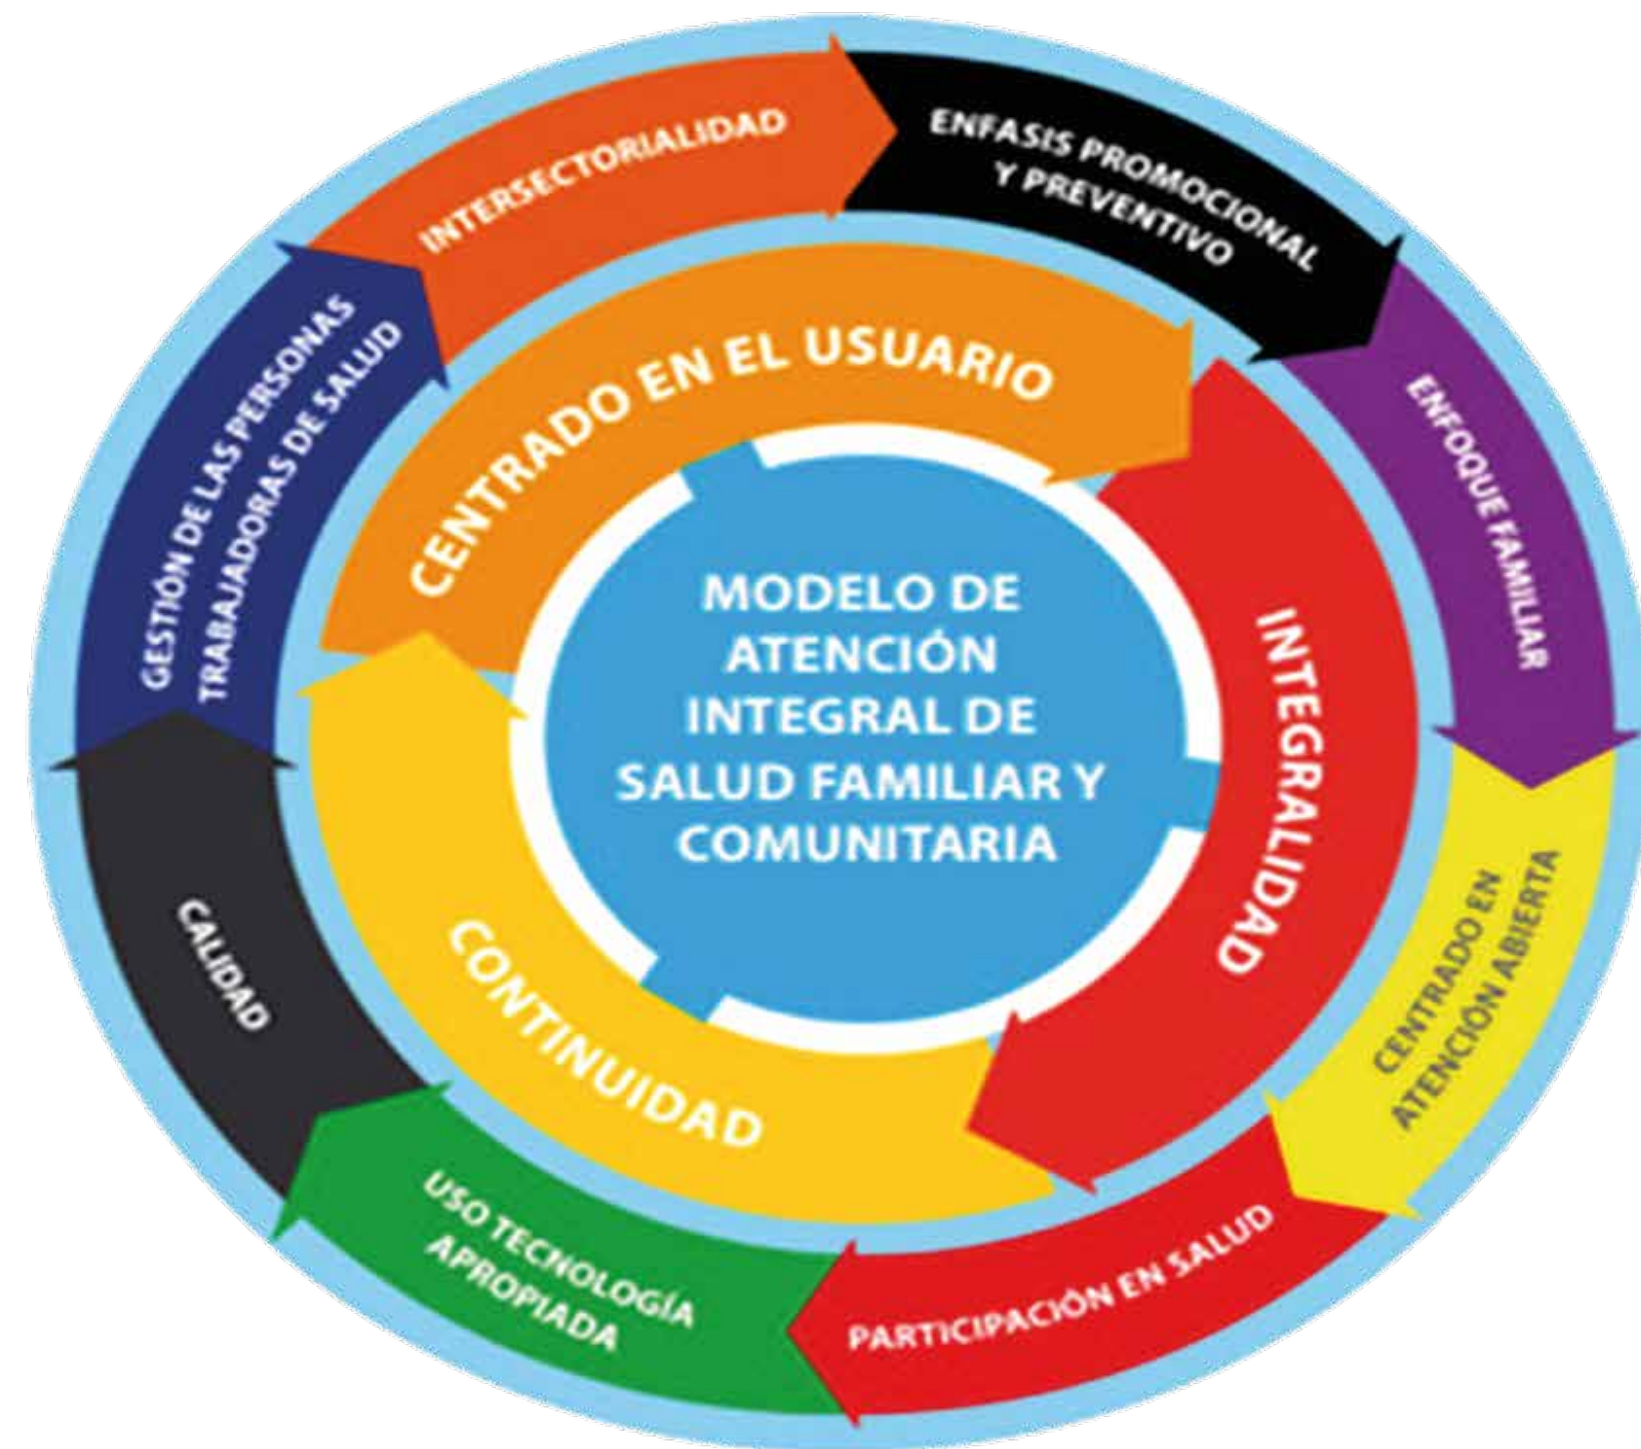 MODELO DE
ATENCIÓN
INTEGRAL DE
SALUD FAMILIAR Y
COMUNITARIA
CENTRADO EN EL USUARIO
INTEGRALIDAD
CONTINUIDAD
INTERSECTORIALIDAD
ENFASIS PROMOCIONAL
Y PREVENTIVO
ENFOQUE FAMILIAR
CENTRADO EN
ATENCIÓN ABIERTA
PARTICIPACIÓN EN SALUD
USO TECNOLOGÍA
APROPIADA
CALIDAD
GESTIÓN DE LAS PERSONAS
TRABAJADORAS DE SALUD